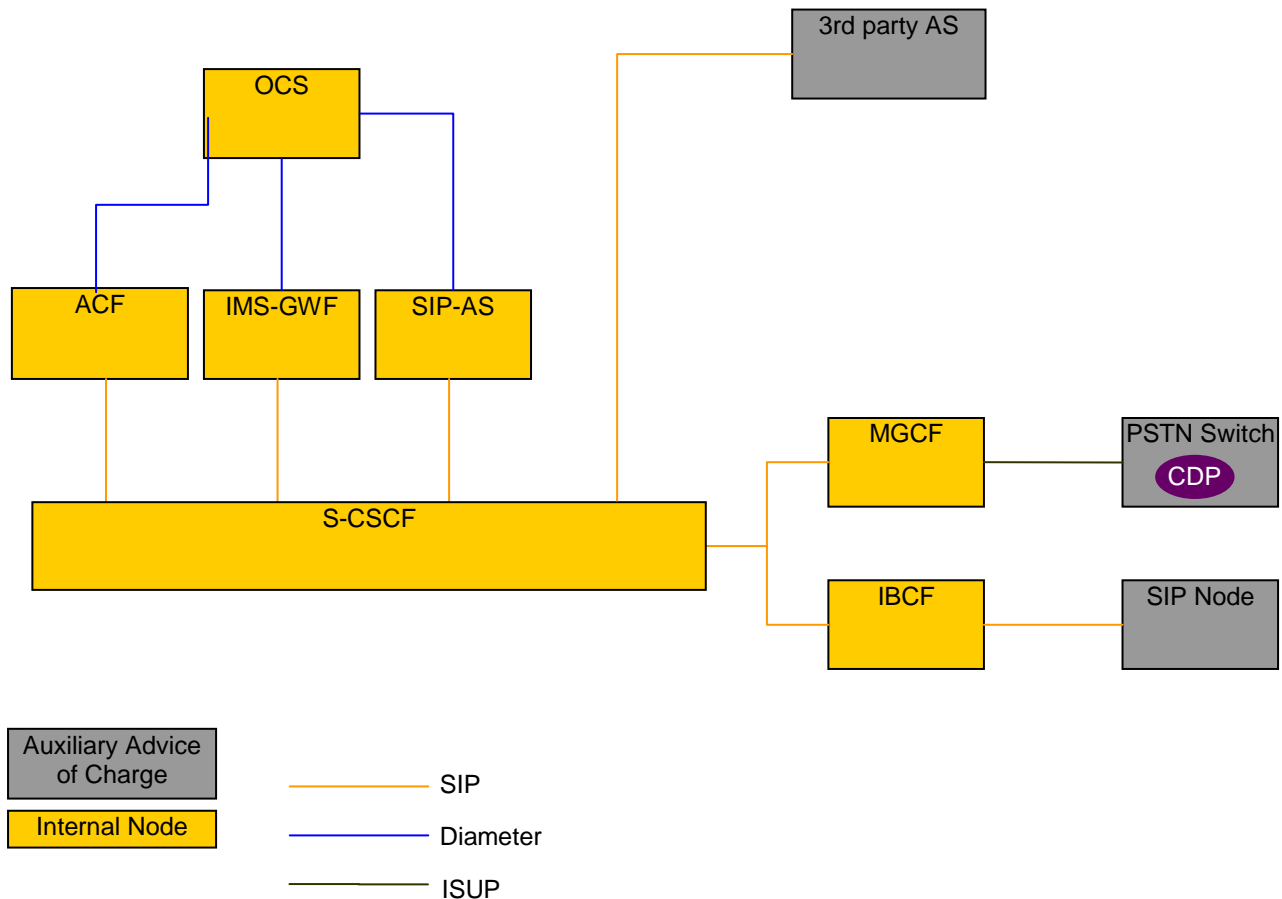 3rd party AS
OCS
ACF
IMS-GWF
SIP-AS
MGCF
PSTN Switch
CDP
S-CSCF
IBCF
SIP Node
Auxiliary Advice
of Charge
Internal Node
SIP
Diameter
ISUP